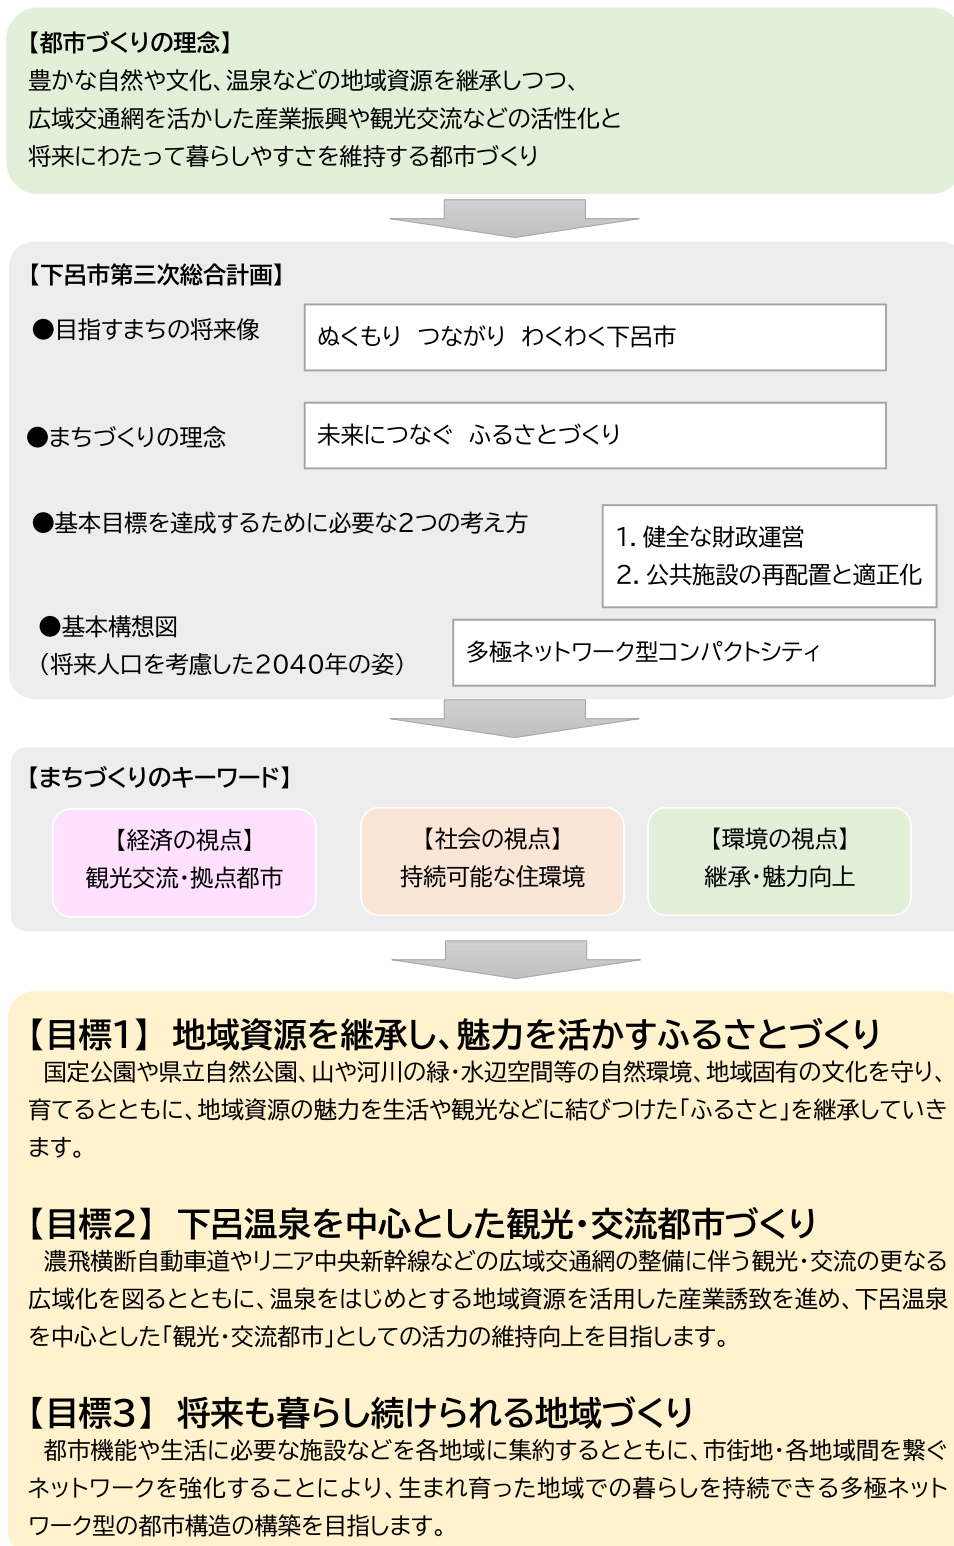 【都市づくりの理念】
豊かな自然や文化、温泉などの地域資源を継承しつつ、
広域交通網を活かした産業振興や観光交流などの活性化と
将来にわたって暮らしやすさを維持する都市づくり
【下呂市第三次総合計画】
●目指すまちの将来像
ぬくもり　つながり　わくわく下呂市
●まちづくりの理念
未来につなぐ　ふるさとづくり
●基本目標を達成するために必要な2つの考え方
1．健全な財政運営
2．公共施設の再配置と適正化
●基本構想図
（将来人口を考慮した2040年の姿）
多極ネットワーク型コンパクトシティ
【まちづくりのキーワード】
【経済の視点】
観光交流・拠点都市
【社会の視点】
持続可能な住環境
【環境の視点】
継承・魅力向上
【目標1】 地域資源を継承し、魅力を活かすふるさとづくり
国定公園や県立自然公園、山や河川の緑・水辺空間等の自然環境、地域固有の文化を守り、
育てるとともに、地域資源の魅力を生活や観光などに結びつけた「ふるさと」を継承していき
ます。
【目標2】 下呂温泉を中心とした観光・交流都市づくり
濃飛横断自動車道やリニア中央新幹線などの広域交通網の整備に伴う観光・交流の更なる
広域化を図るとともに、温泉をはじめとする地域資源を活用した産業誘致を進め、下呂温泉
を中心とした「観光・交流都市」としての活力の維持向上を目指します。
【目標3】 将来も暮らし続けられる地域づくり
都市機能や生活に必要な施設などを各地域に集約するとともに、市街地・各地域間を繋ぐ
ネットワークを強化することにより、生まれ育った地域での暮らしを持続できる多極ネット
ワーク型の都市構造の構築を目指します。